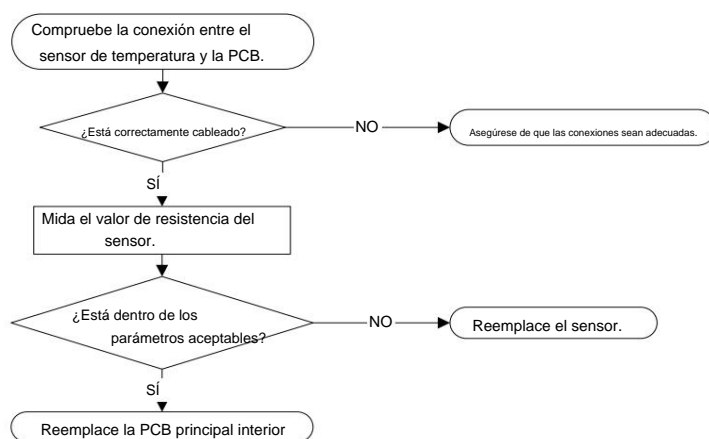 Compruebe la conexión entre el
sensor de temperatura y la PCB.
¿Está correctamente cableado?
NO
Asegúrese de que las conexiones sean adecuadas.
SÍ
Mida el valor de resistencia del
sensor.
¿Está dentro de los
parámetros aceptables?
NO
Reemplace el sensor.
SÍ
Reemplace la PCB principal interior